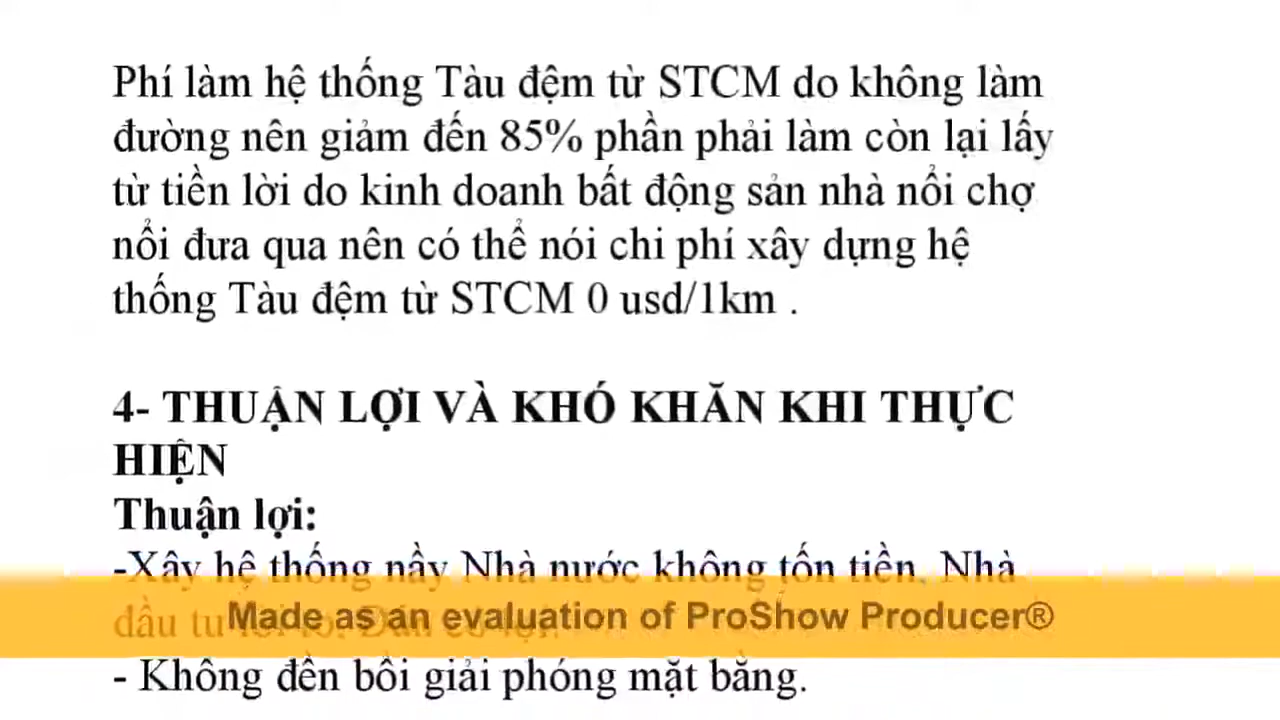 Phí làm hệ thống Tàu đệm từ STCM do không làm
đường nên giảm đến 85% phần phải làm còn lại lấy
từ tiền lời do kinh doanh bất động sản nhà nổi chợ
nổi đưa qua nên có thể nói chi phí xây dựng hệ
thống Tàu đệm từ STCM 0 usd/1km .
4- THUẬN LỢI VÀ KHÓ KHĂN KHI THỰC
HIỆN
Thuận lợi:
-Xây hệ thống nầy Nhà nước không tốn tiền, Nhà
đầu tư
Made as an evaluation of ProShow Producer®
- Không đền bồi giải phóng mặt bằng.